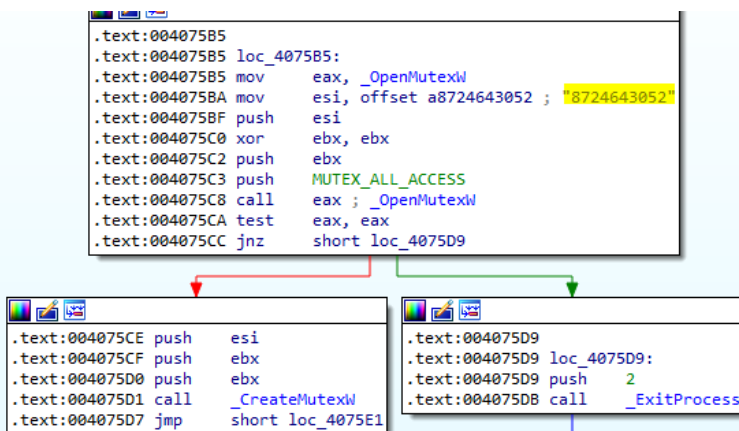 .text:004075B5
.text:004075B5 loc_4075B5:
.text:004075B5 mov     eax, _OpenMutexW
.text:004075BA mov     esi, offset a8724643052 ; "8724643052"
.text:004075BF push    esi
.text:004075C0 xor     ebx, ebx
.text:004075C2 push    ebx
.text:004075C3 push    MUTEX_ALL_ACCESS
.text:004075C8 call    eax ; _OpenMutexW
.text:004075CA test    eax, eax
.text:004075CC jnz     short loc_4075D9
.text:004075CE push    esi
.text:004075CF push    ebx
.text:004075D0 push    ebx
.text:004075D1 call    _CreateMutexW
.text:004075D7 jmp     short loc_4075E1
.text:004075D9
.text:004075D9 loc_4075D9:
.text:004075D9 push    2
.text:004075DB call    _ExitProcess